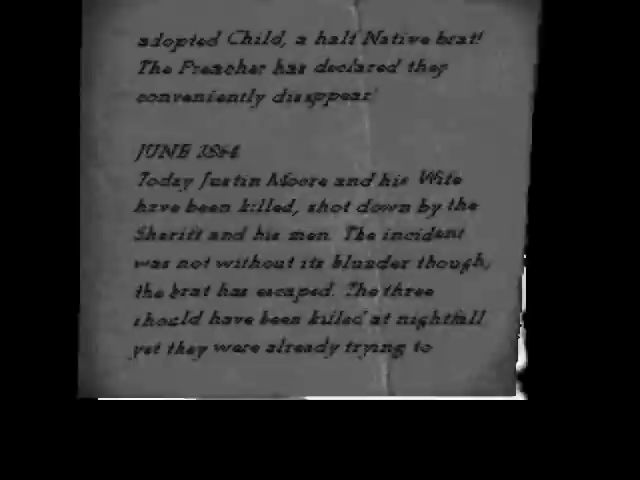 adopted Child, a half Native brat!
The Preacher has declared they
conveniently disappear!
JUNE 1864
Today Justin Moore and his Wife
have been killed, shot down by the
Sheriff and his men. The incident
was not without its blunder though,
the brat has escaped. The three
should have been killed at nightfall
yet they were already trying to